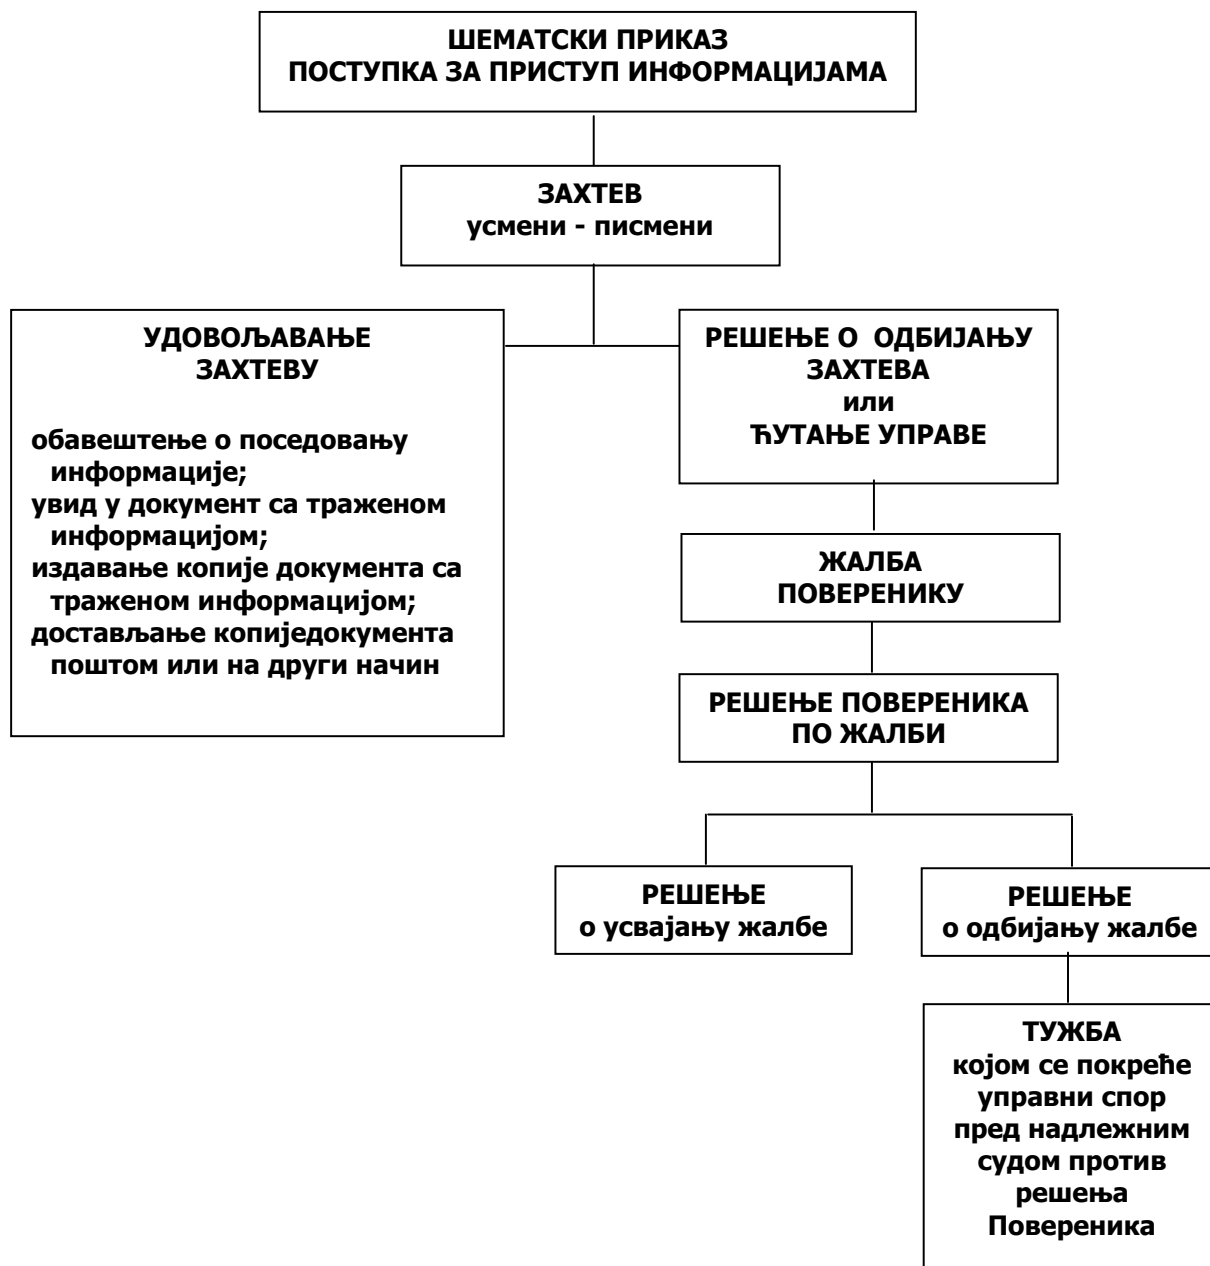 ШЕМАТСКИ ПРИКАЗ
ПОСТУПКА ЗА ПРИСТУП ИНФОРМАЦИЈАМА
ЗАХТЕВ
усмени - писмени
УДОВОЉАВАЊЕ
ЗАХТЕВУ
обавештење о поседовању
информације;
увид у документ са траженом
информацијом;
издавање копије документа са
траженом информацијом;
достављање копиједокумента
поштом или на други начин
РЕШЕЊЕ О ОДБИЈАЊУ
ЗАХТЕВА
или
ЋУТАЊЕ УПРАВЕ
ЖАЛБА
ПОВЕРЕНИКУ
РЕШЕЊЕ ПОВЕРЕНИКА
ПО ЖАЛБИ
РЕШЕЊЕ
о усвајању жалбе
РЕШЕЊЕ
о одбијању жалбе
ТУЖБА
којом се покреће
управни спор
пред надлежним
судом против
решења
Повереника